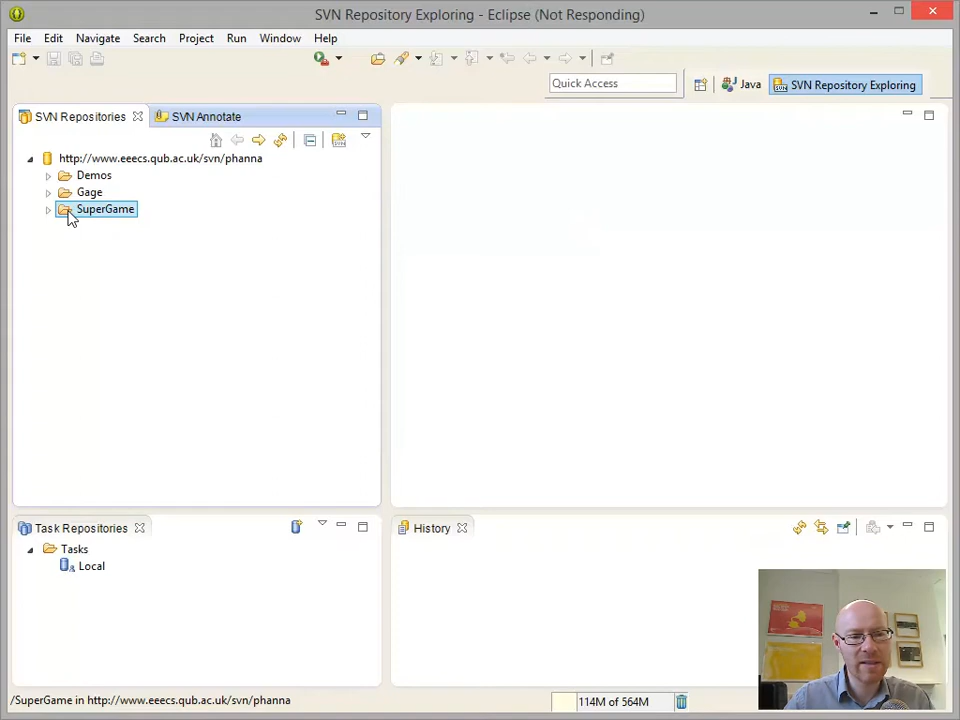 SVN Repository Exploring - Eclipse (Not Responding)
File Edit Navigate Search Project Run Window Help
Quick Access
Java
SVN Repository Exploring
SVN Repositories
SVN Annotate
http://www.eeecs.qub.ac.uk/svn/phanna
Demos
Gage
SuperGame
Task Repositories
Tasks
Local
History
/SuperGame in http://www.eeecs.qub.ac.uk/svn/phanna
114M of 564M